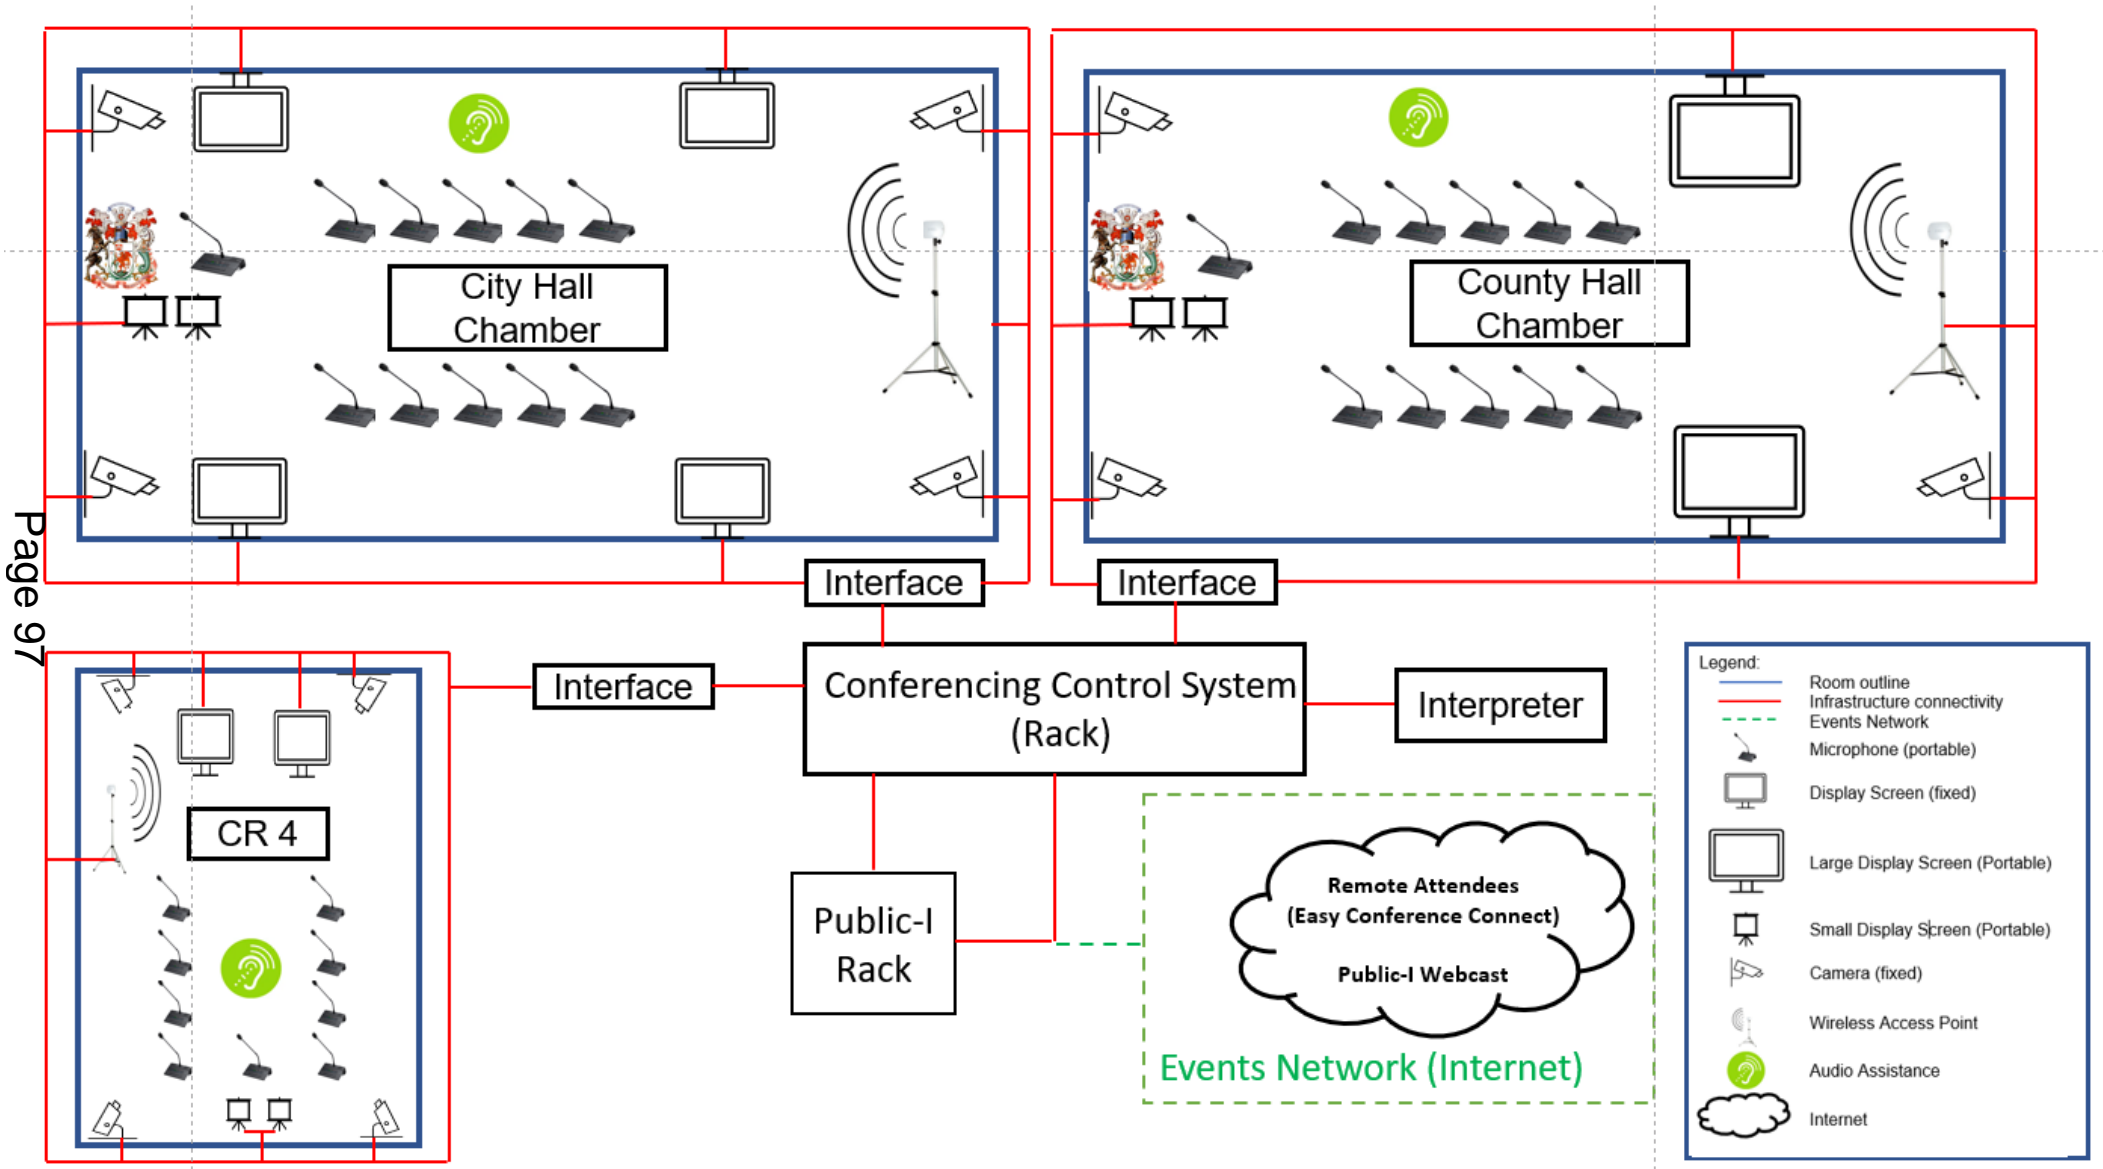 City Hall
Chamber
County Hall
Chamber
Page 97
Interface
Interface
Interface
Conferencing Control System
(Rack)
Interpreter
CR 4
Public-I
Rack
Remote Attendees
(Easy Conference Connect)
Public-I Webcast
Events Network (Internet)
Legend:
Room outline
Infrastructure connectivity
Events Network
Microphone (portable)
Display Screen (fixed)
Large Display Screen (Portable)
Small Display Screen (Portable)
Camera (fixed)
Wireless Access Point
Audio Assistance
Internet